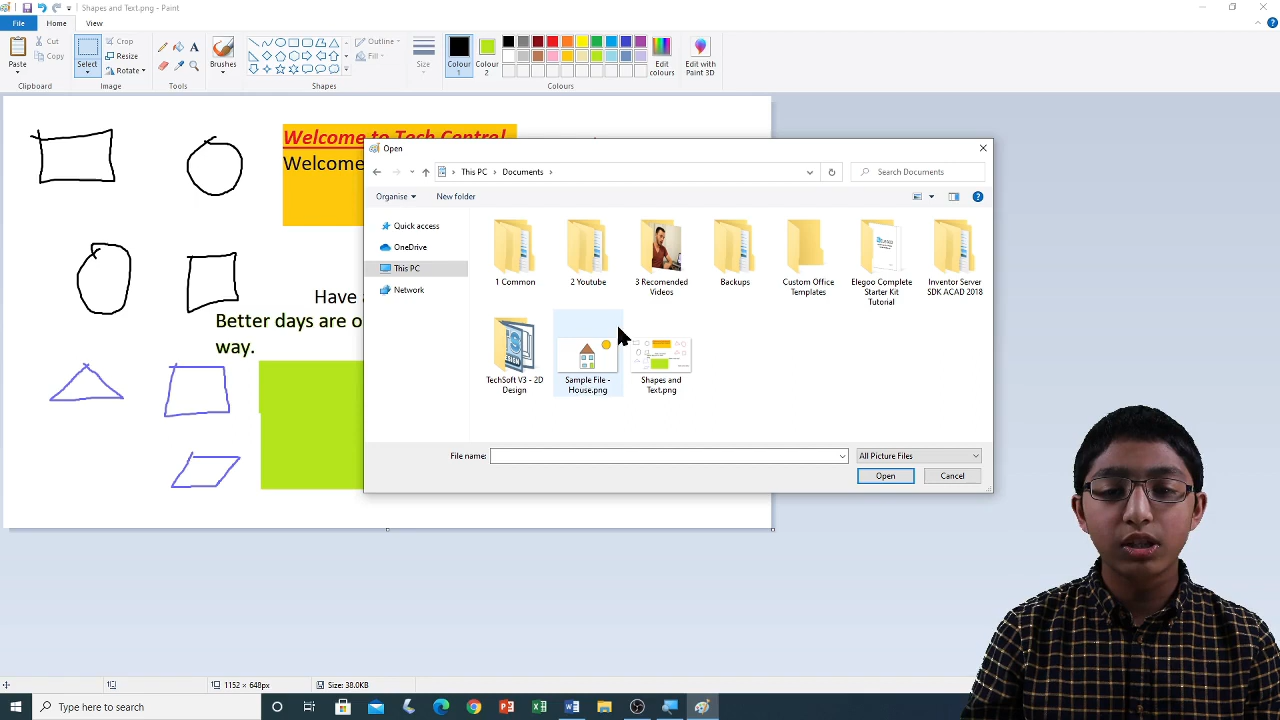 Shapes and Text.png - Paint
File Home View
Paste
Cut
Copy
Clipboard
Select
Crop
Resize
Rotate
Image
A
Tools
Brushes
Outline
Fill
Shapes
Size
Colour 1
Colour 2
Edit colours
Colours
Edit with Paint 3D
Welcome to Tech Central
Welcome
Have a
Better days are o
way.
Open
This PC > Documents >
Search Documents
Organise New folder
Quick access
OneDrive
This PC
Network
1 Common
2 Youtube
3 Recomended Videos
Backups
Custom Office Templates
Elegoo Complete Starter Kit Tutorial
Inventor Server SDK ACAD 2018
TechSoft V3 - 2D Design
Sample File - House.png
Shapes and Text.png
File name:
All Picture Files
Open Cancel
1152 × 648px
Size: 38.0KB
Type here to search